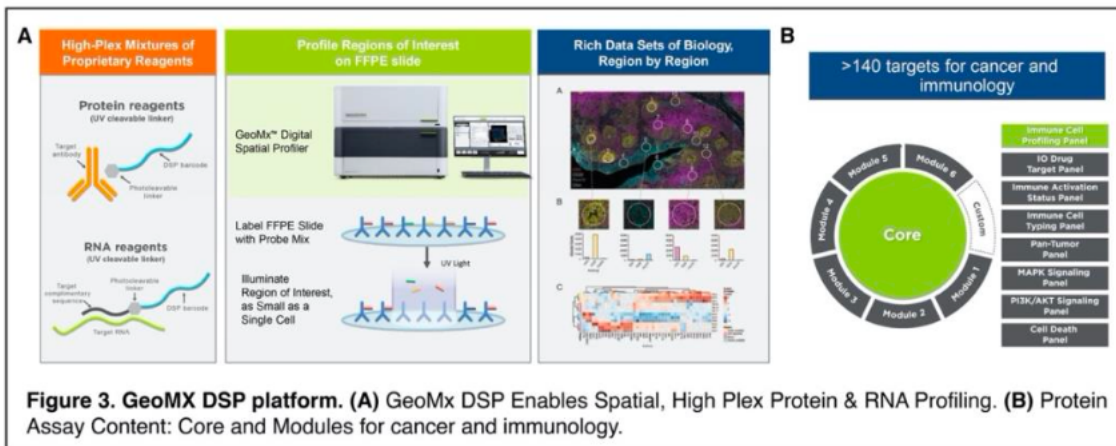 A
High-Plex Mixtures of
Proprietary Reagents
Protein reagents
(UV cleavable linker)
Target
antibody
DSP barcode
Photocleavable
linker
RNA reagents
(UV cleavable linker)
Photocleavable
linker
Target
complimentary
sequence
DSP barcode
Target RNA
Profile Regions of Interest
on FFPE slide
GeoMx™ Digital
Spatial Profiler
Label FFPE Slide
with Probe Mix
UV Light
Illuminate
Region of Interest,
as Small as a
Single Cell
Rich Data Sets of Biology,
Region by Region
A
B
C
B
>140 targets for cancer and
immunology
Core
Module 5
Module 6
Custom
Module 1
Module 2
Module 3
Module 4
Immune Cell
Profiling Panel
IO Drug
Target Panel
Immune Activation
Status Panel
Immune Cell
Typing Panel
Pan-Tumor
Panel
MAPK Signaling
Panel
PI3K/AKT Signaling
Panel
Cell Death
Panel
Figure 3. GeoMX DSP platform. (A) GeoMx DSP Enables Spatial, High Plex Protein & RNA Profiling. (B) Protein
Assay Content: Core and Modules for cancer and immunology.